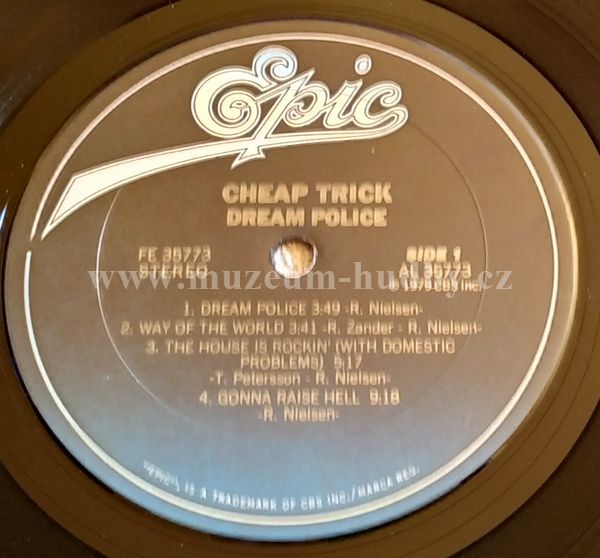 Epic
CHEAP TRICK
DREAM POLICE
FE 35773
STEREO
SIDE 1
AL 35773
℗ 1979 CBS Inc.
www.muzeum-hudby.cz
1. DREAM POLICE 3:49 -R. Nielsen-
2. WAY OF THE WORLD 3:41 -R. Zander - R. Nielsen-
3. THE HOUSE IS ROCKIN' (WITH DOMESTIC
PROBLEMS) 5:17
-T. Petersson - R. Nielsen-
4. GONNA RAISE HELL 9:18
-R. Nielsen-
"EPIC", IS A TRADEMARK OF CBS INC./MARCA REG.